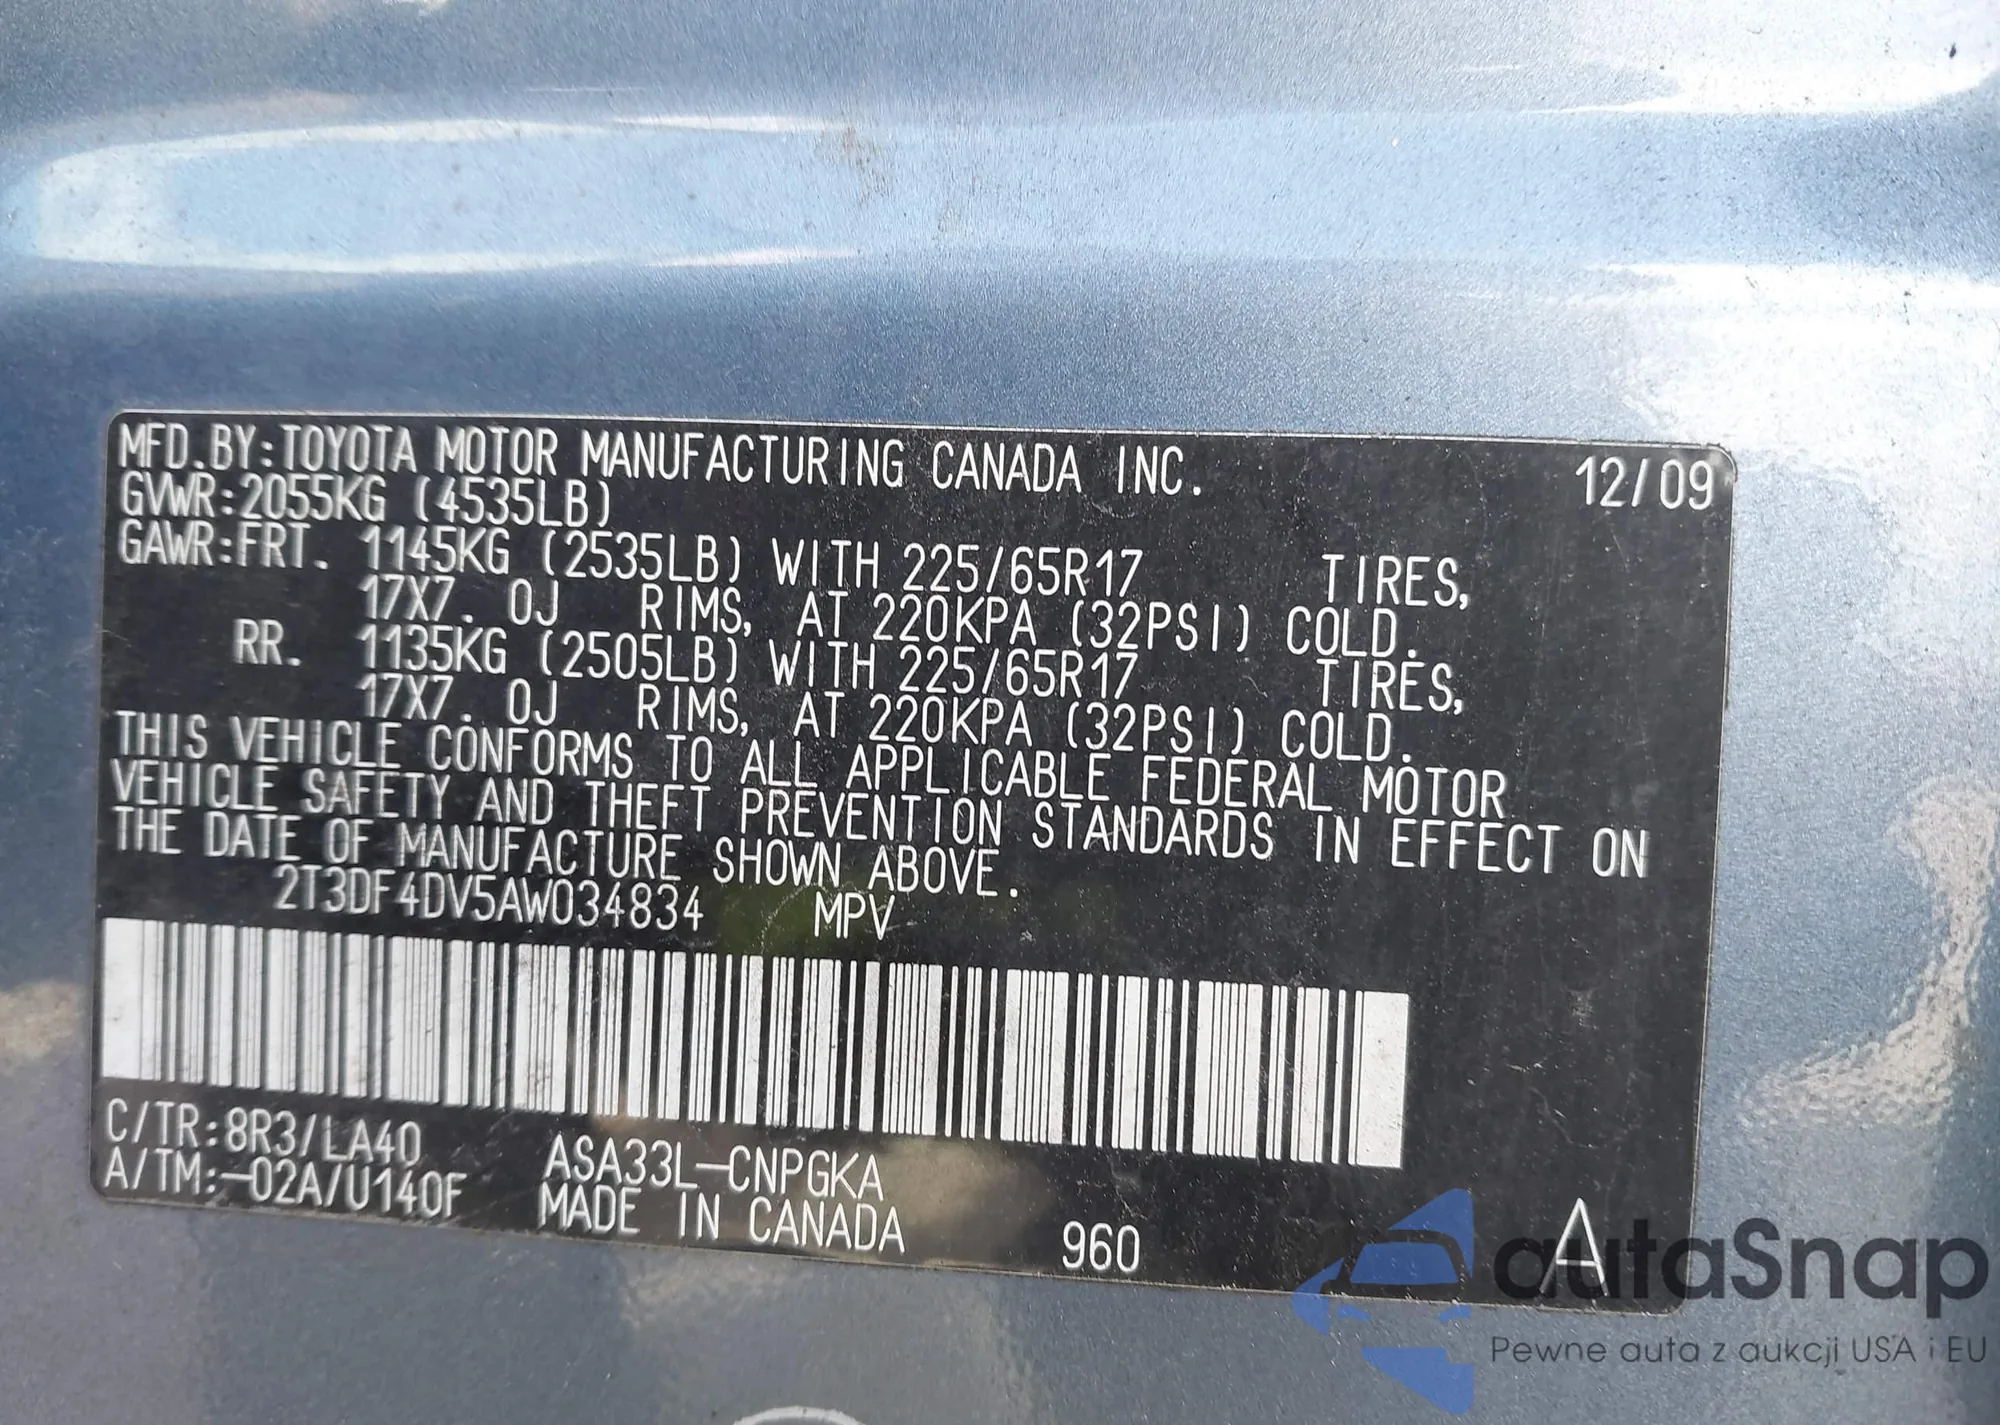 MFD.BY:TOYOTA MOTOR MANUFACTURING CANADA INC. 12/09
GVWR:2055KG (4535LB)
GAWR:FRT. 1145KG (2535LB) WITH 225/65R17 TIRES,
17X7. 0J RIMS, AT 220KPA (32PSI) COLD.
RR. 1135KG (2505LB) WITH 225/65R17 TIRES,
17X7. 0J RIMS, AT 220KPA (32PSI) COLD.
THIS VEHICLE CONFORMS TO ALL APPLICABLE FEDERAL MOTOR
VEHICLE SAFETY AND THEFT PREVENTION STANDARDS IN EFFECT ON
THE DATE OF MANUFACTURE SHOWN ABOVE.
2T3DF4DV5AW034834 MPV
C/TR:8R3/LA40 ASA33L-CNPGKA
A/TM:-02A/U140F MADE IN CANADA 960 A
autaSnap
Pewne auta z aukcji USA i EU